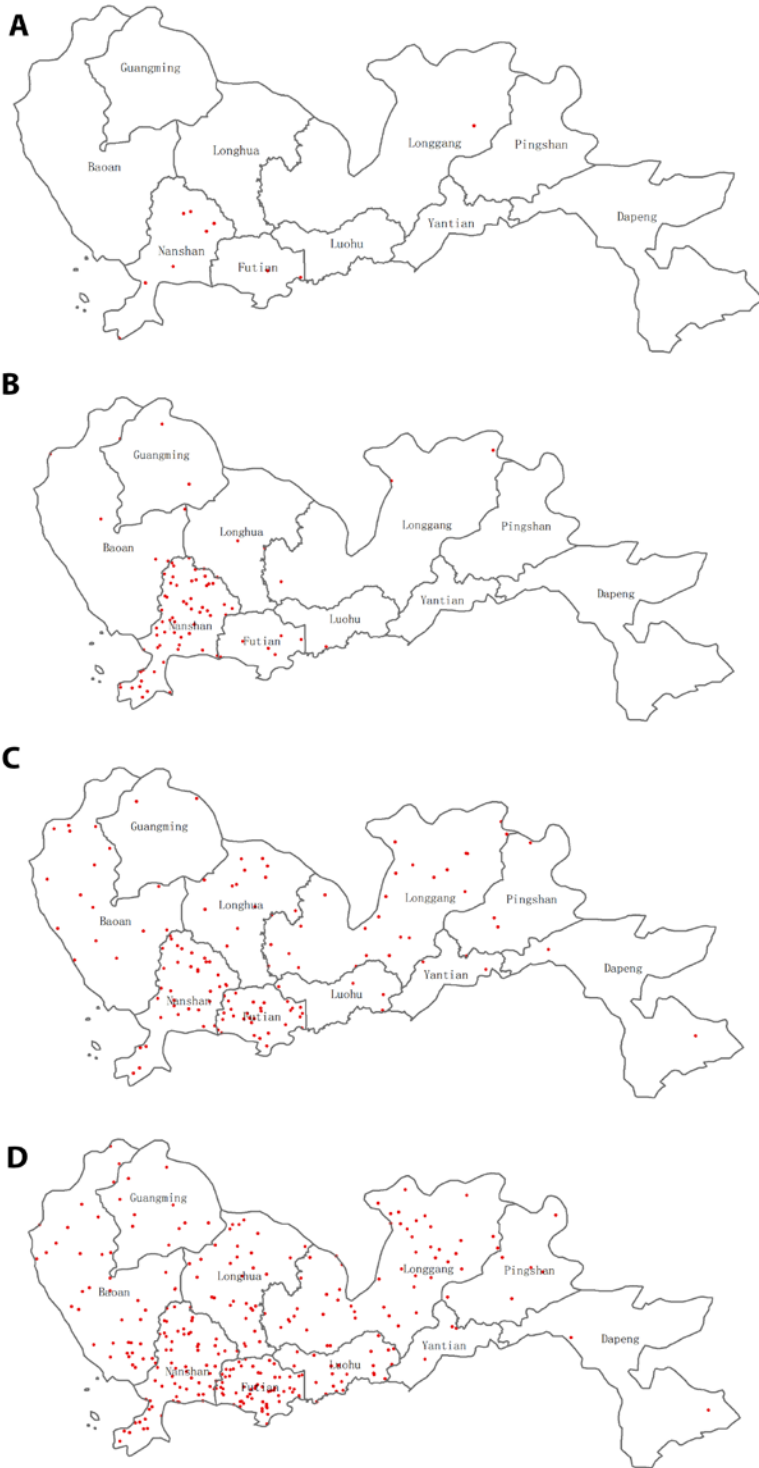 A
Guangming
Longhua
Longgang
Pingshan
Baoan
Dapeng
Yantian
Nanshan
Luohu
Futian
B
Guangming
Longhua
Longgang
Pingshan
Baoan
Yantian
Dapeng
Nanshan
Luohu
Futian
C
Guangming
Longgang
Pingshan
Longhua
Baoan
Dapeng
Yantian
Nanshan
Luohu
Futian
D
Guangming
Longgang
Pingshan
Longhua
Baoan
Dapeng
Yantian
Luohu
Nanshan
Futian